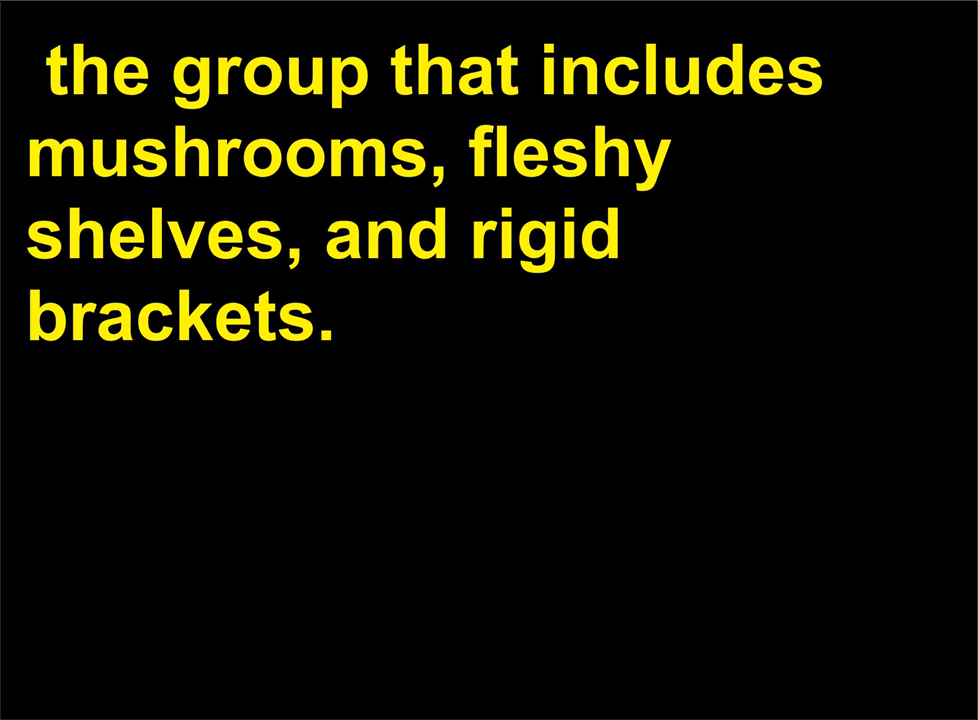 the group that includes
mushrooms, fleshy
shelves, and rigid
brackets.